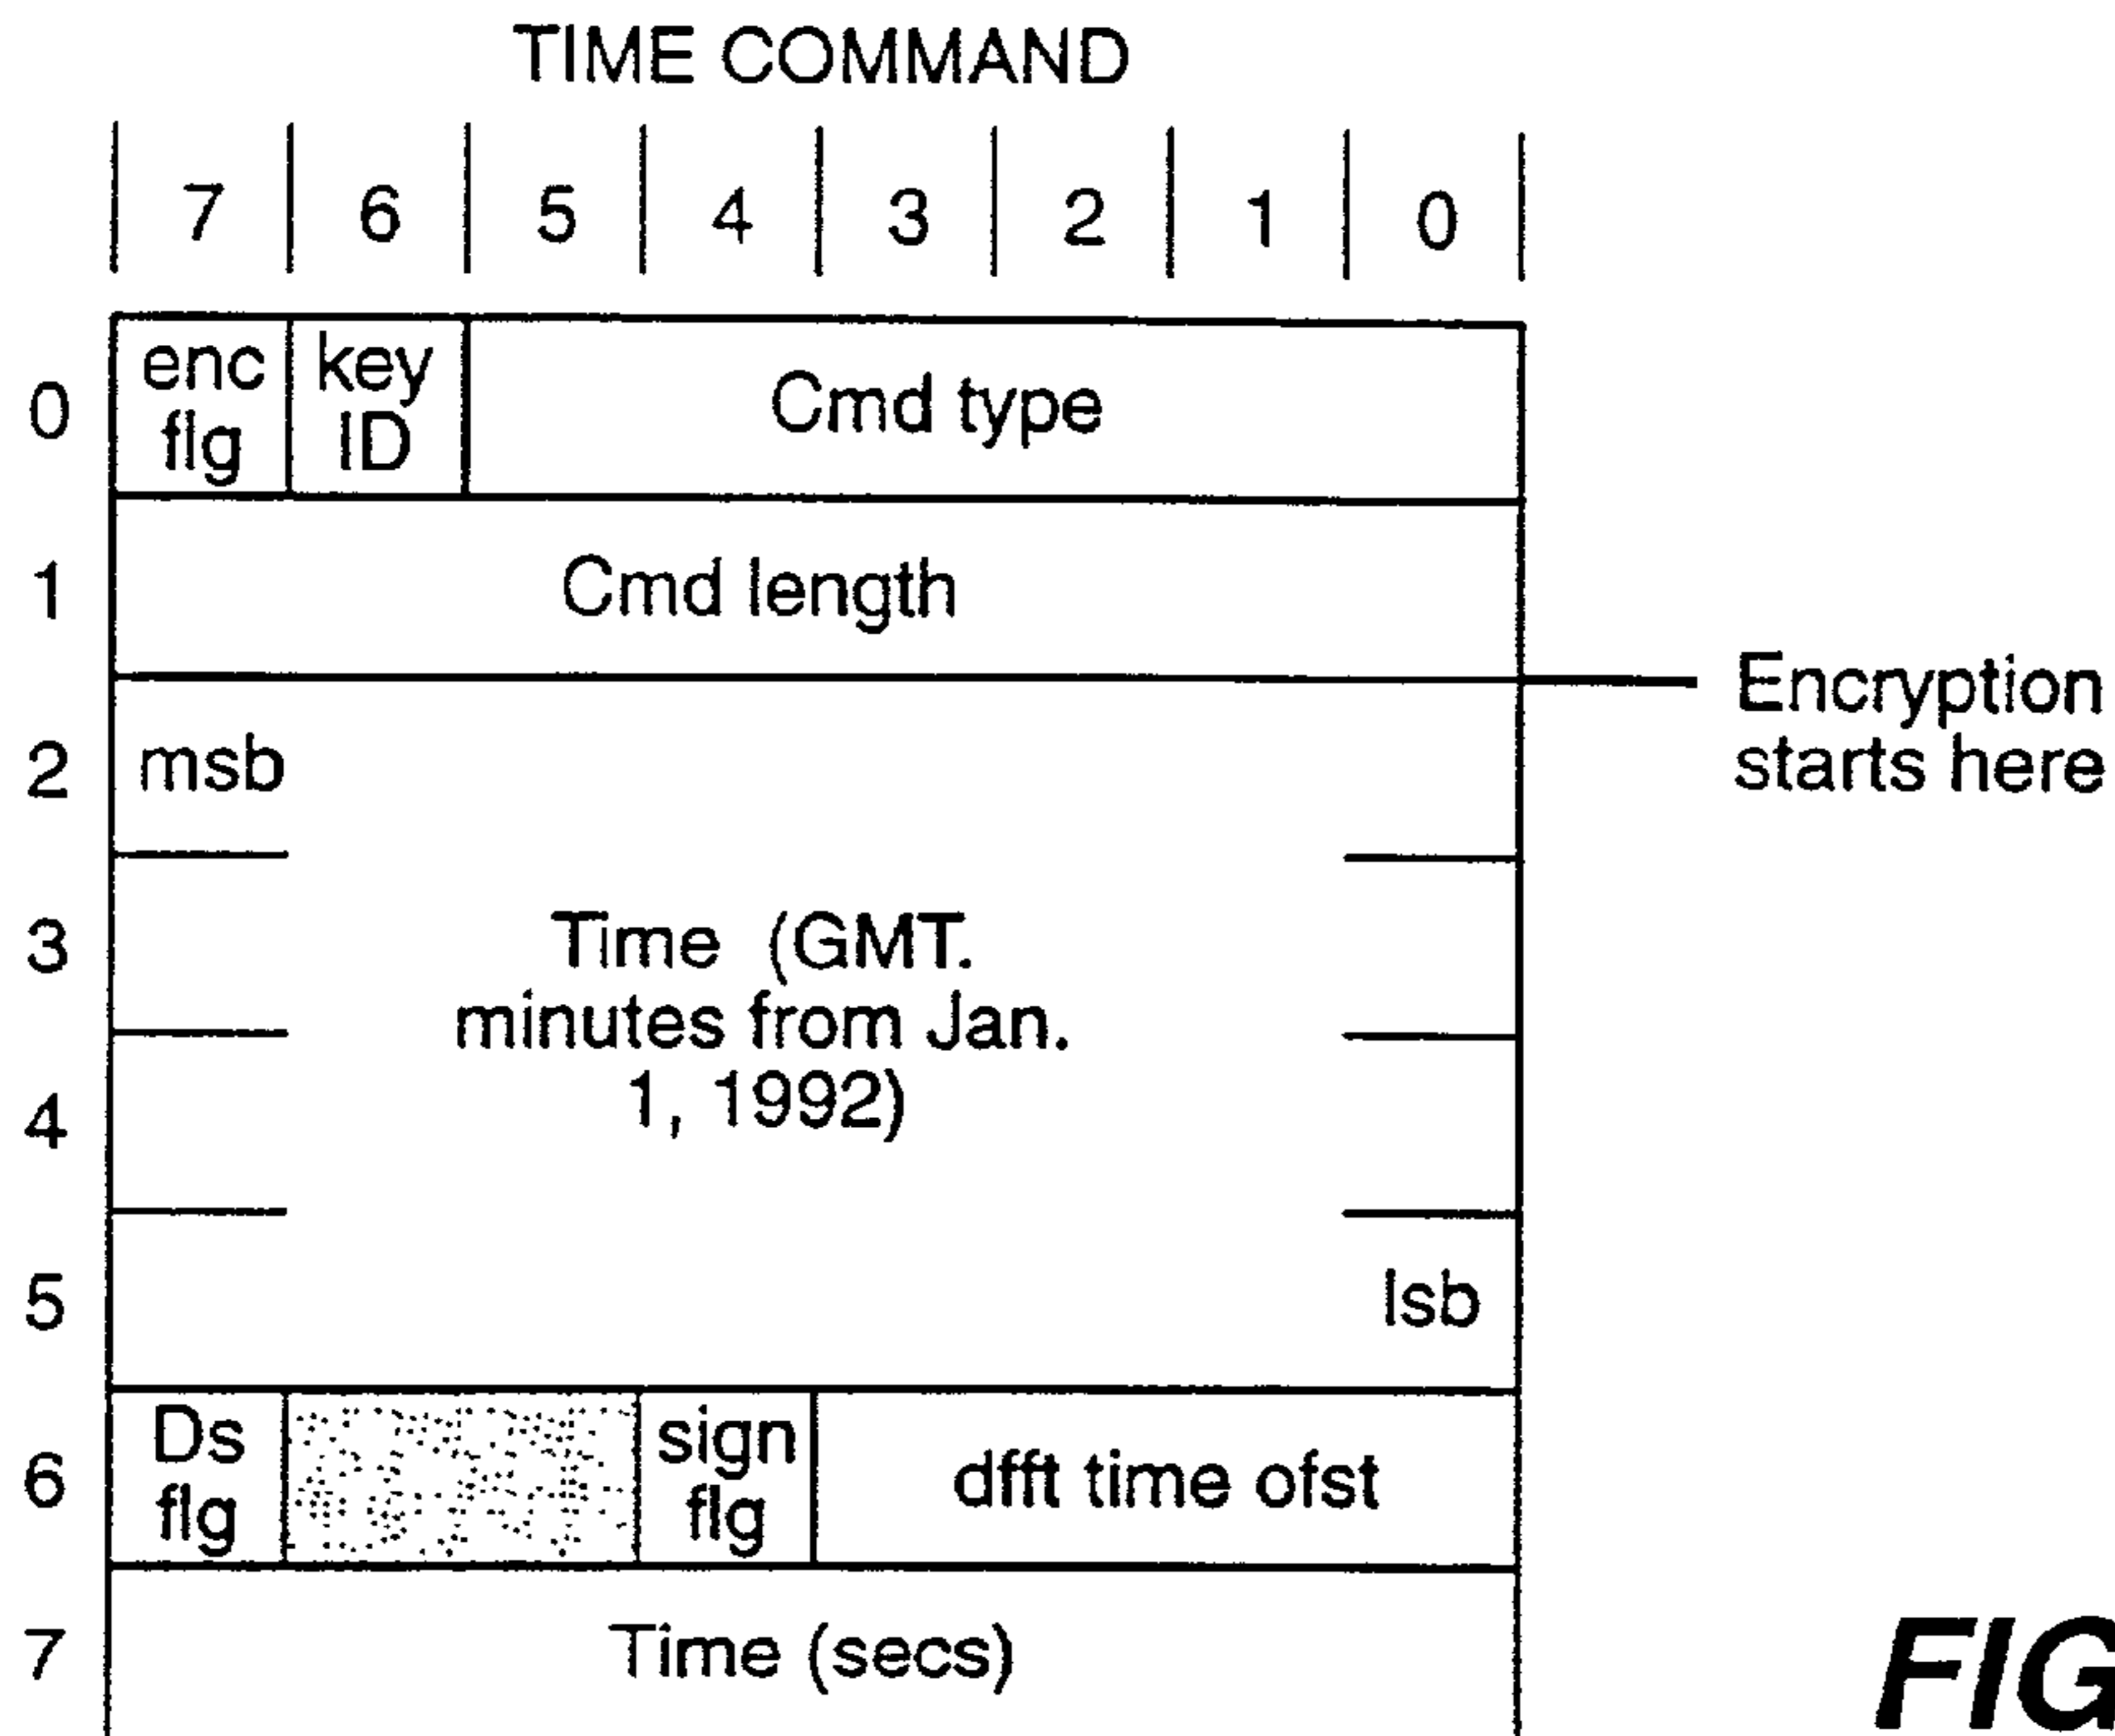 TIME COMMAND
7 6 5 4 3 2 1 0
0 enc flg key ID Cmd type
1 Cmd length
Encryption
starts here
2 msb
3 Time (GMT.
minutes from Jan.
4 1, 1992)
5 lsb
6 Ds flg sign flg dfft time ofst
7 Time (secs)
FIG